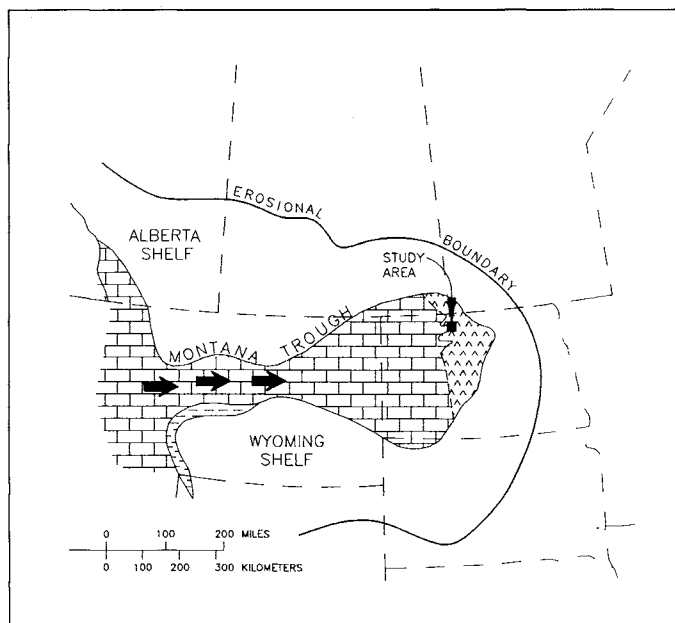 EROSIONAL
BOUNDARY
ALBERTA
SHELF
STUDY
AREA
MONTANA TROUGH
WYOMING
SHELF
0 100 200 MILES
0 100 200 300 KILOMETERS